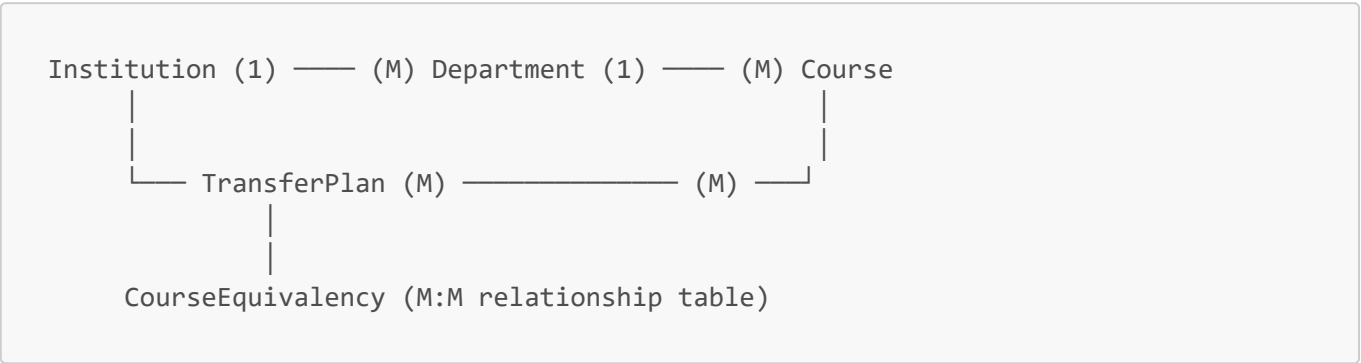 Institution (1) ──── (M) Department (1) ──── (M) Course
TransferPlan (M) ────────────── (M)
CourseEquivalency (M:M relationship table)